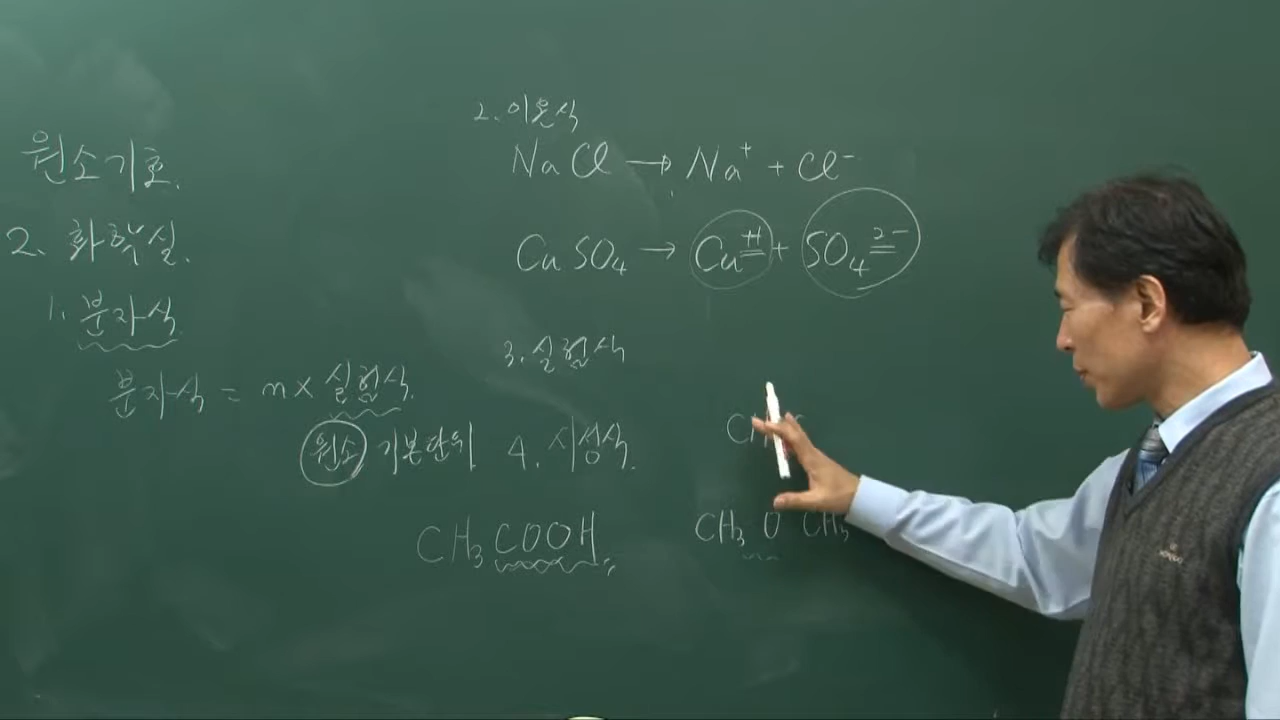 원소기호.
2. 화학식.
1. 분자식.
분자식 = n × 실험식.
원소 기본단위
2. 이온식
NaCl → Na⁺ + Cl⁻
CuSO₄ → Cu⁺⁺ + SO₄²⁻
3. 실험식
4. 시성식.
CH₃COOH
CH₃ O CH₃